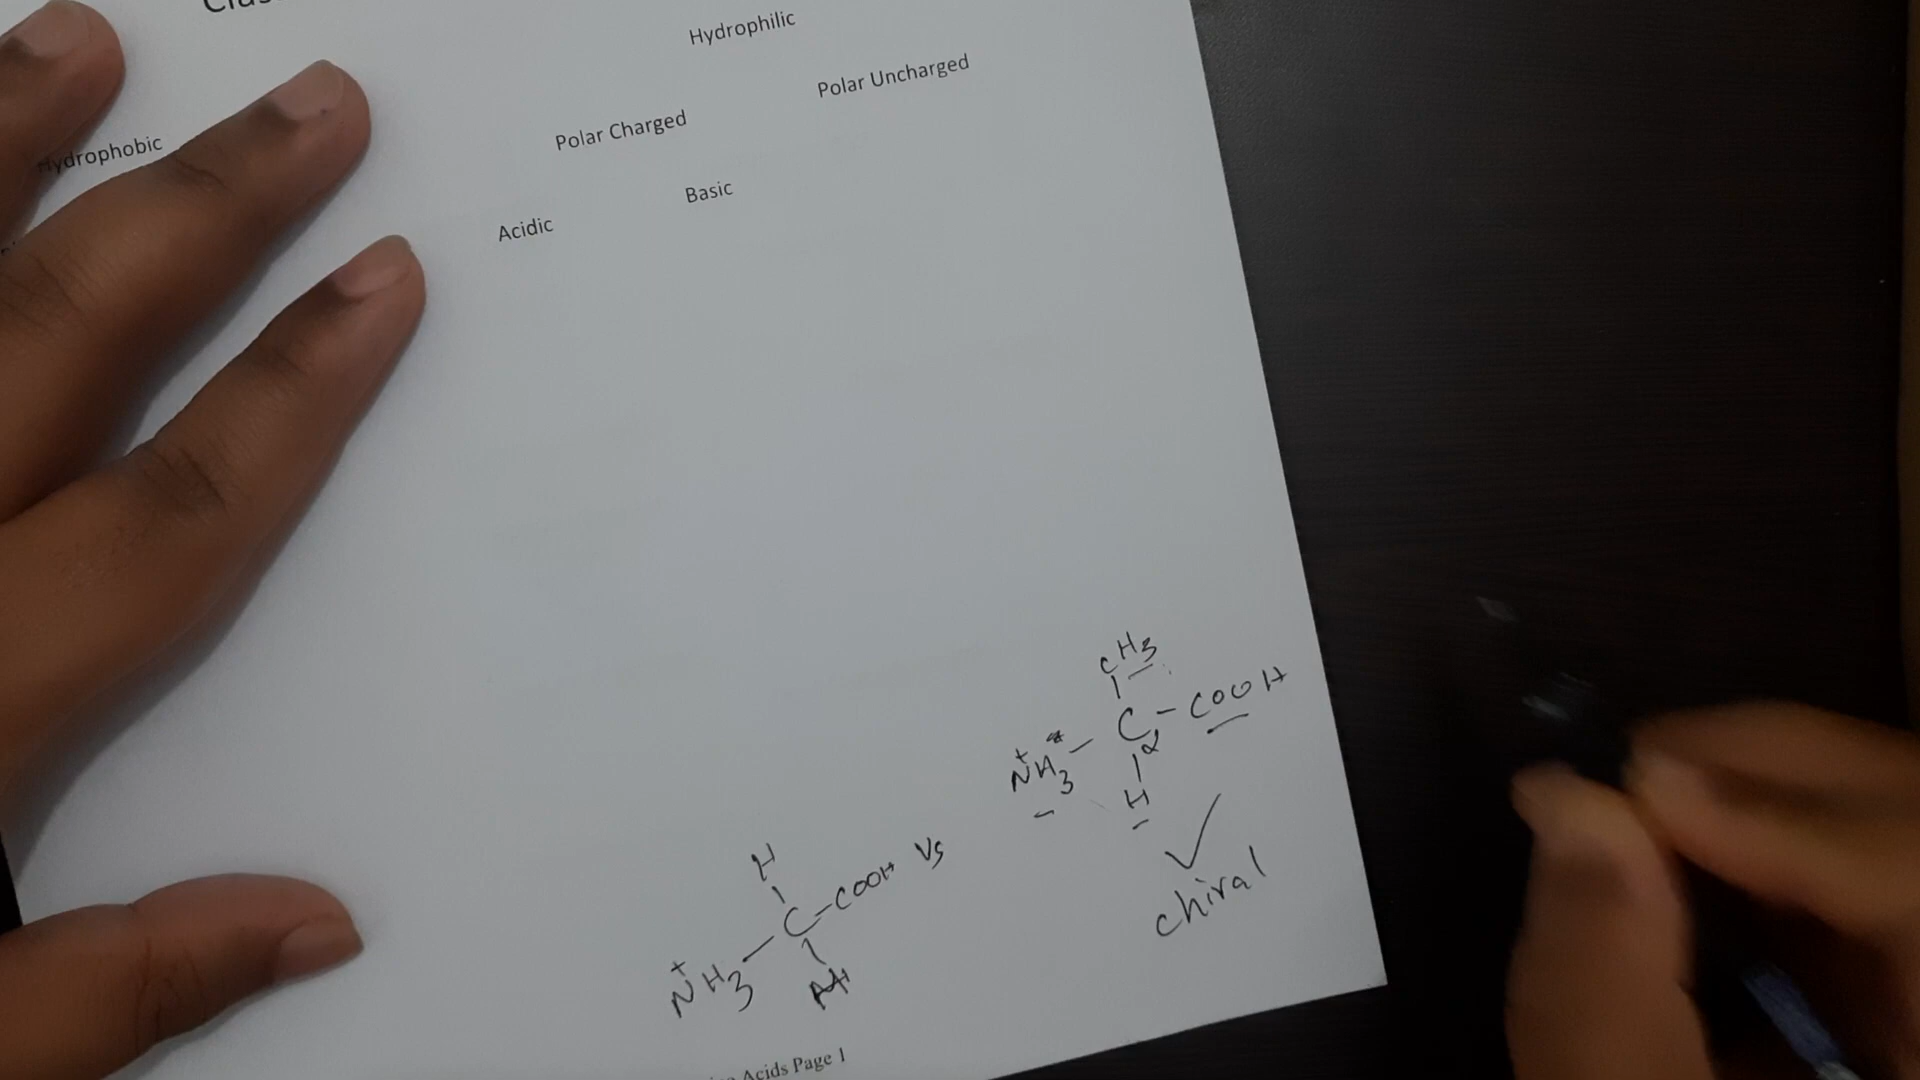 Hydrophilic
Polar Uncharged
Polar Charged
Hydrophobic
Basic
Acidic
CH3
C - COOH
+NH3 -
α
H
chiral
H
C - COOH Vs
+NH3
H
Acids Page 1